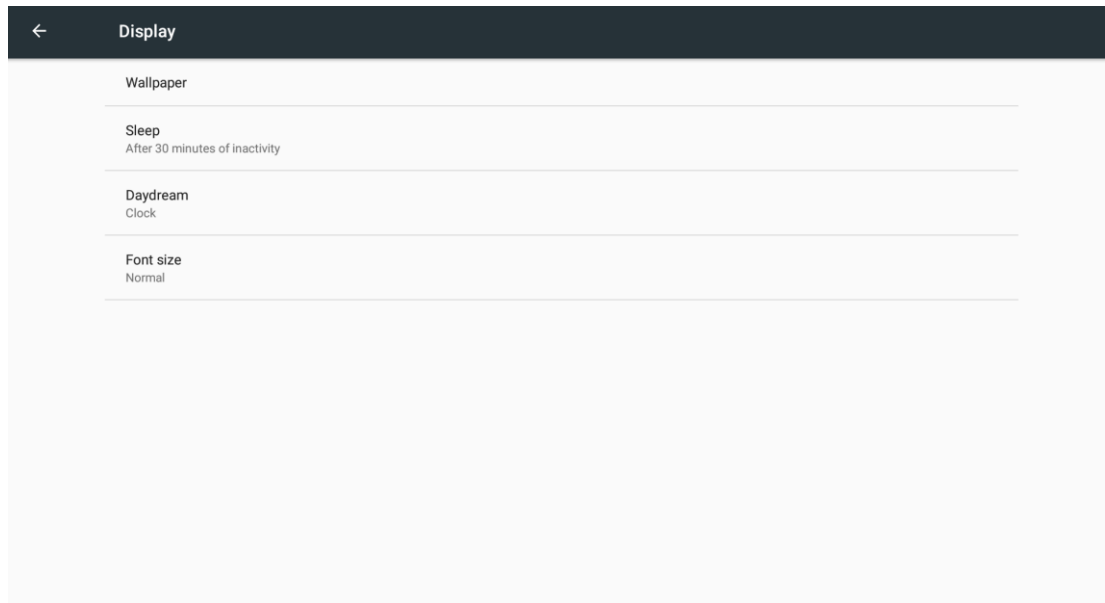 Display
Wallpaper
Sleep
After 30 minutes of inactivity
Daydream
Clock
Font size
Normal